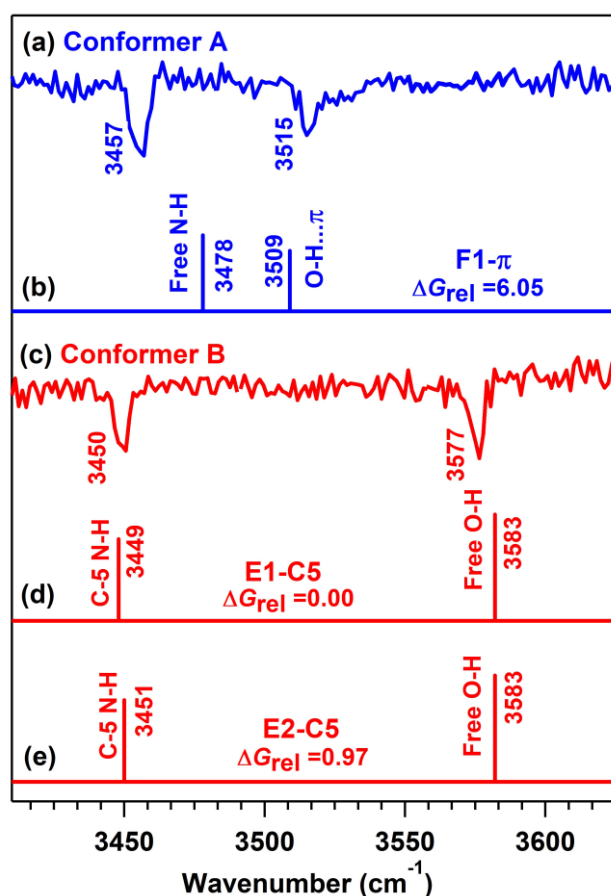 (a) Conformer A
3457
3515
Free N-H
3478
3509
O-H...π
F1-π
ΔGrel =6.05
(b)
(c) Conformer B
3450
3577
C-5 N-H
3449
E1-C5
ΔGrel =0.00
Free O-H
3583
(d)
C-5 N-H
3451
E2-C5
ΔGrel =0.97
Free O-H
3583
(e)
3450 3500 3550 3600
Wavenumber (cm⁻¹)